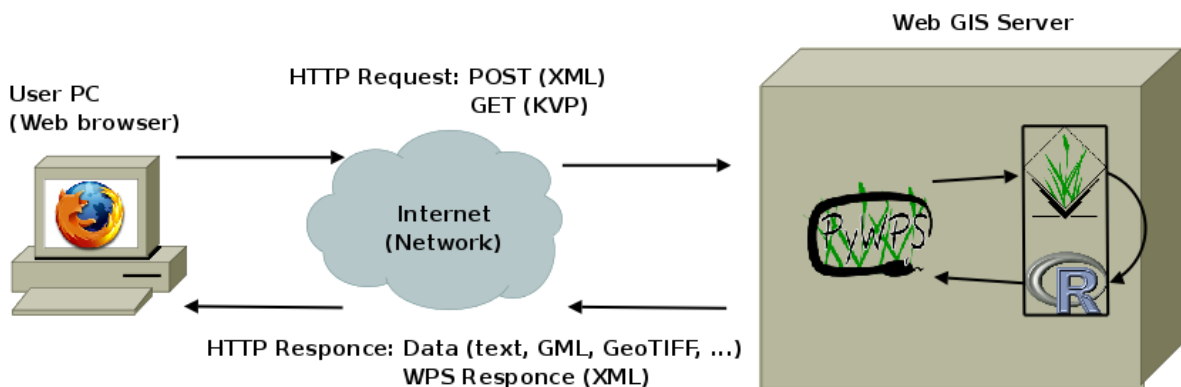 Web GIS Server
HTTP Request: POST (XML)
GET (KVP)
User PC
(Web browser)
Internet
(Network)
PyWPS
R
HTTP Responce: Data (text, GML, GeoTIFF, ...)
WPS Responce (XML)